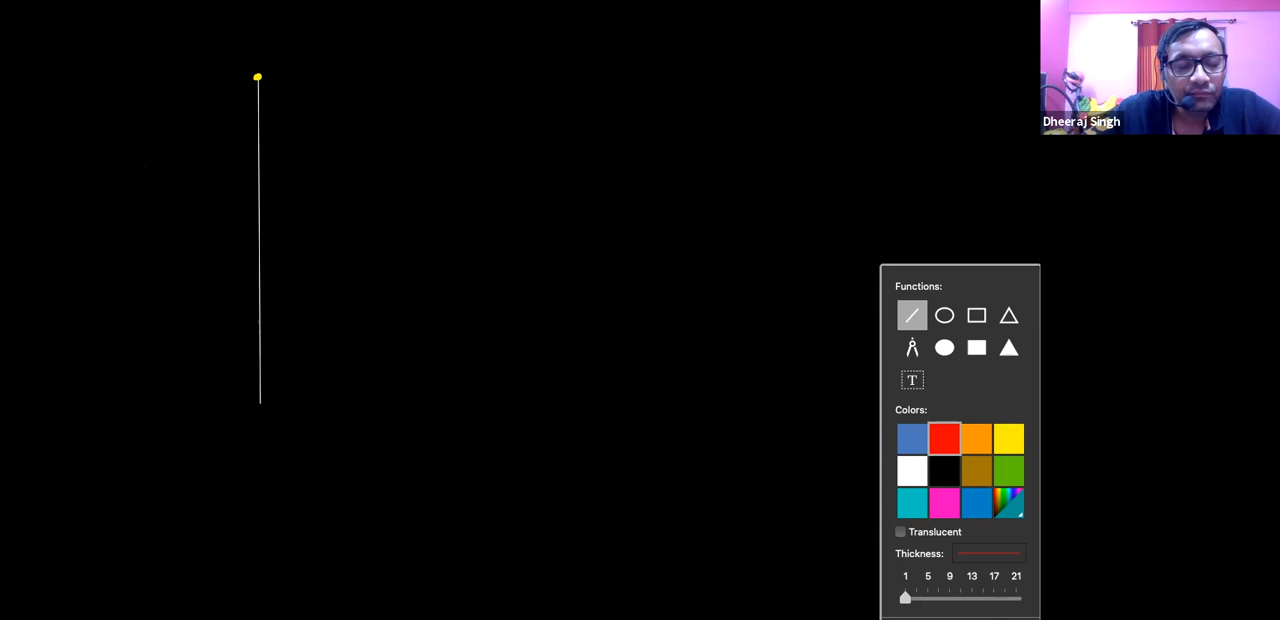 Dheeraj Singh
Functions:
T
Colors:
Translucent
Thickness:
1 5 9 13 17 21